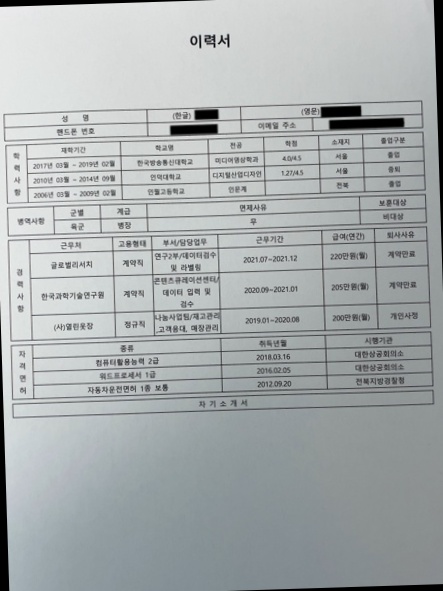 이력서
성 명 (한글) (영문)
핸드폰 번호 이메일 주소
학력사항 재학기간 학교명 전공 학점 소재지 졸업구분
2017년 03월 ~ 2019년 02월 한국방송통신대학교 미디어영상학과 4.0/4.5 서울 졸업
2010년 03월 ~ 2014년 09월 인덕대학교 디지털산업디자인 1.27/4.5 서울 중퇴
2006년 03월 ~ 2009년 02월 인월고등학교 인문계 전북 졸업
병역사항 군별 계급 면제사유 보훈대상
육군 병장 무 비대상
경력사항 근무처 고용형태 부서/담당업무 근무기간 급여(연간) 퇴사사유
글로벌리서치 계약직 연구2부/데이터검수 및 라벨링 2021.07~2021.12 220만원(월) 계약만료
한국과학기술연구원 계약직 콘텐츠큐레이션센터/데이터 입력 및 검수 2020.09~2021.01 205만원(월) 계약만료
(사)열린옷장 정규직 나눔사업팀/재고관리,고객응대, 매장관리 2019.01~2020.08 200만원(월) 개인사정
자격면허 종류 취득년월 시행기관
컴퓨터활용능력 2급 2018.03.16 대한상공회의소
워드프로세서 1급 2016.02.05 대한상공회의소
자동차운전면허 1종 보통 2012.09.20 전북지방경찰청
자 기 소 개 서